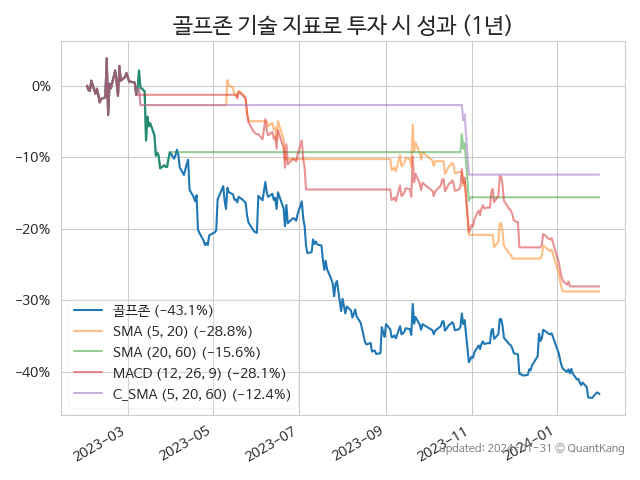 골프존 기술 지표로 투자 시 성과 (1년)
0%
−10%
−20%
−30%
−40%
골프존 (−43.1%)
SMA (5, 20) (−28.8%)
SMA (20, 60) (−15.6%)
MACD (12, 26, 9) (−28.1%)
C_SMA (5, 20, 60) (−12.4%)
2023−03
2023−05
2023−07
2023−09
2023−11
2024−01
updated: 2024-01-31 © QuantKang